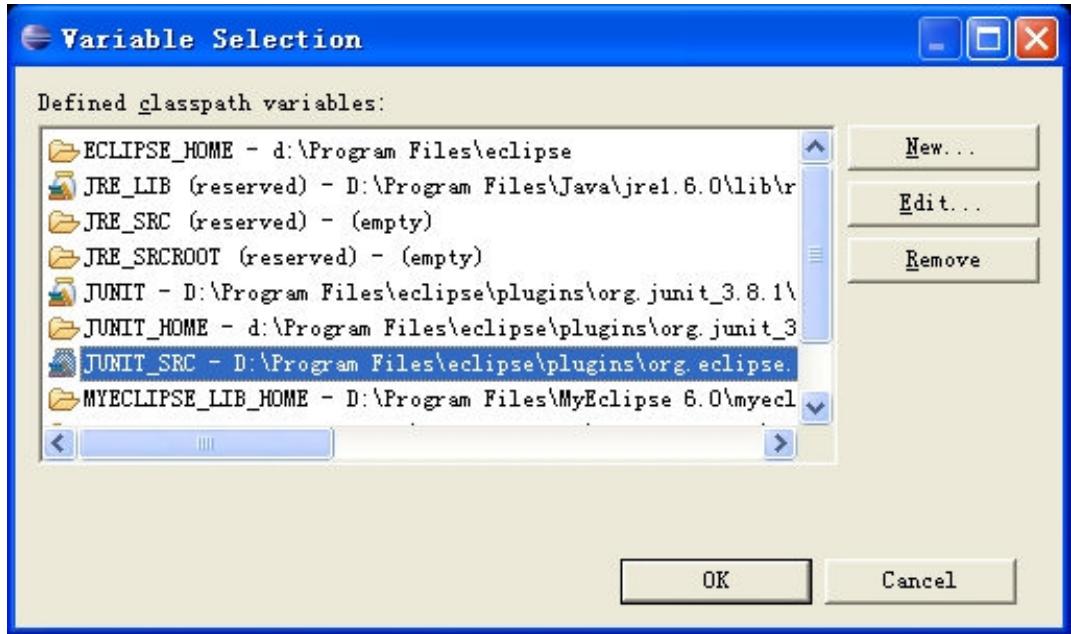 Variable Selection
Defined classpath variables:
ECLIPSE_HOME - d:\Program Files\eclipse
JRE_LIB (reserved) - D:\Program Files\Java\jre1.6.0\lib\r
JRE_SRC (reserved) - (empty)
JRE_SRCROOT (reserved) - (empty)
JUNIT - D:\Program Files\eclipse\plugins\org.junit_3.8.1\
JUNIT_HOME - d:\Program Files\eclipse\plugins\org.junit_3
JUNIT_SRC - D:\Program Files\eclipse\plugins\org.eclipse.
MYECLIPSE_LIB_HOME - D:\Program Files\MyEclipse 6.0\myecl
New...
Edit...
Remove
OK
Cancel